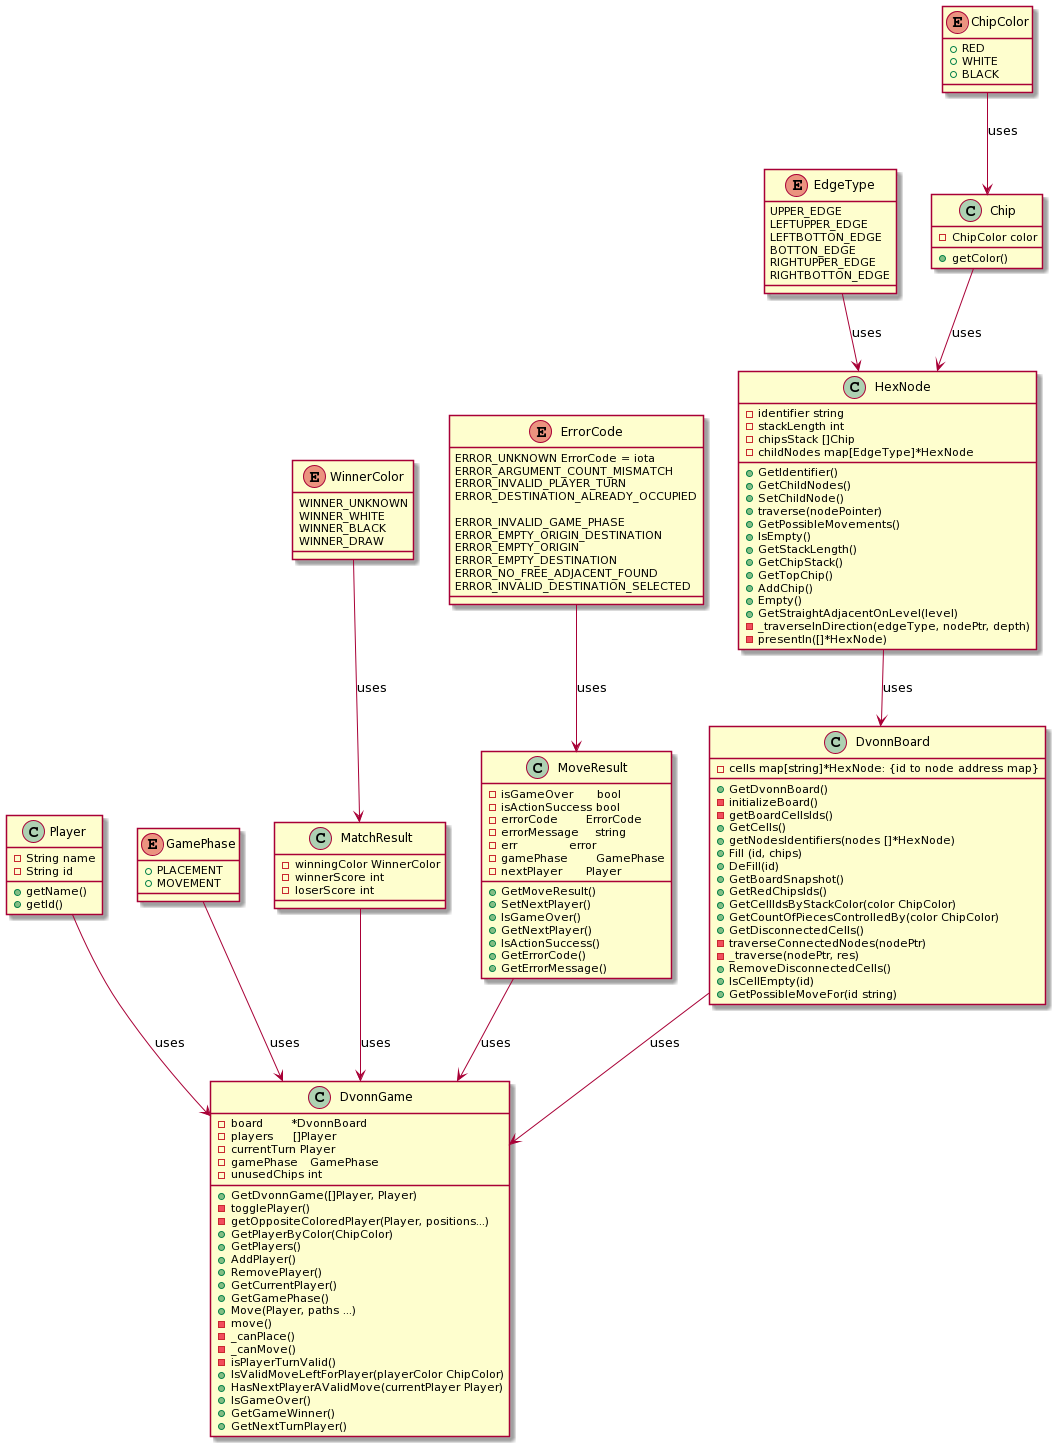 E ChipColor
RED
WHITE
BLACK
uses
E EdgeType
UPPER_EDGE
LEFTUPPER_EDGE
LEFTBOTTON_EDGE
BOTTON_EDGE
RIGHTUPPER_EDGE
RIGHTBOTTON_EDGE
C Chip
ChipColor color
getColor()
uses
uses
C HexNode
identifier string
stackLength int
chipsStack []Chip
childNodes map[EdgeType]*HexNode
GetIdentifier()
GetChildNodes()
SetChildNode()
traverse(nodePointer)
GetPossibleMovements()
IsEmpty()
GetStackLength()
GetChipStack()
GetTopChip()
AddChip()
Empty()
GetStraightAdjacentOnLevel(level)
_traverseInDirection(edgeType, nodePtr, depth)
presentIn([]*HexNode)
E ErrorCode
ERROR_UNKNOWN ErrorCode = iota
ERROR_ARGUMENT_COUNT_MISMATCH
ERROR_INVALID_PLAYER_TURN
ERROR_DESTINATION_ALREADY_OCCUPIED
ERROR_INVALID_GAME_PHASE
ERROR_EMPTY_ORIGIN_DESTINATION
ERROR_EMPTY_ORIGIN
ERROR_EMPTY_DESTINATION
ERROR_NO_FREE_ADJACENT_FOUND
ERROR_INVALID_DESTINATION_SELECTED
E WinnerColor
WINNER_UNKNOWN
WINNER_WHITE
WINNER_BLACK
WINNER_DRAW
uses
uses
uses
C DvonnBoard
cells map[string]*HexNode: {id to node address map}
GetDvonnBoard()
initializeBoard()
getBoardCellsIds()
GetCells()
getNodesIdentifiers(nodes []*HexNode)
Fill (id, chips)
DeFill(id)
GetBoardSnapshot()
GetRedChipsIds()
GetCellIdsByStackColor(color ChipColor)
GetCountOfPiecesControlledBy(color ChipColor)
GetDisconnectedCells()
traverseConnectedNodes(nodePtr)
_traverse(nodePtr, res)
RemoveDisconnectedCells()
IsCellEmpty(id)
GetPossibleMoveFor(id string)
C MoveResult
isGameOver bool
isActionSuccess bool
errorCode ErrorCode
errorMessage string
err error
gamePhase GamePhase
nextPlayer Player
GetMoveResult()
SetNextPlayer()
IsGameOver()
GetNextPlayer()
IsActionSuccess()
GetErrorCode()
GetErrorMessage()
C MatchResult
winningColor WinnerColor
winnerScore int
loserScore int
C Player
String name
String id
getName()
getId()
E GamePhase
PLACEMENT
MOVEMENT
uses
uses
uses
uses
uses
C DvonnGame
board *DvonnBoard
players []Player
currentTurn Player
gamePhase GamePhase
unusedChips int
GetDvonnGame([]Player, Player)
togglePlayer()
getOppositeColoredPlayer(Player, positions...)
GetPlayerByColor(ChipColor)
GetPlayers()
AddPlayer()
RemovePlayer()
GetCurrentPlayer()
GetGamePhase()
Move(Player, paths ...)
move()
_canPlace()
_canMove()
isPlayerTurnValid()
IsValidMoveLeftForPlayer(playerColor ChipColor)
HasNextPlayerAValidMove(currentPlayer Player)
IsGameOver()
GetGameWinner()
GetNextTurnPlayer()